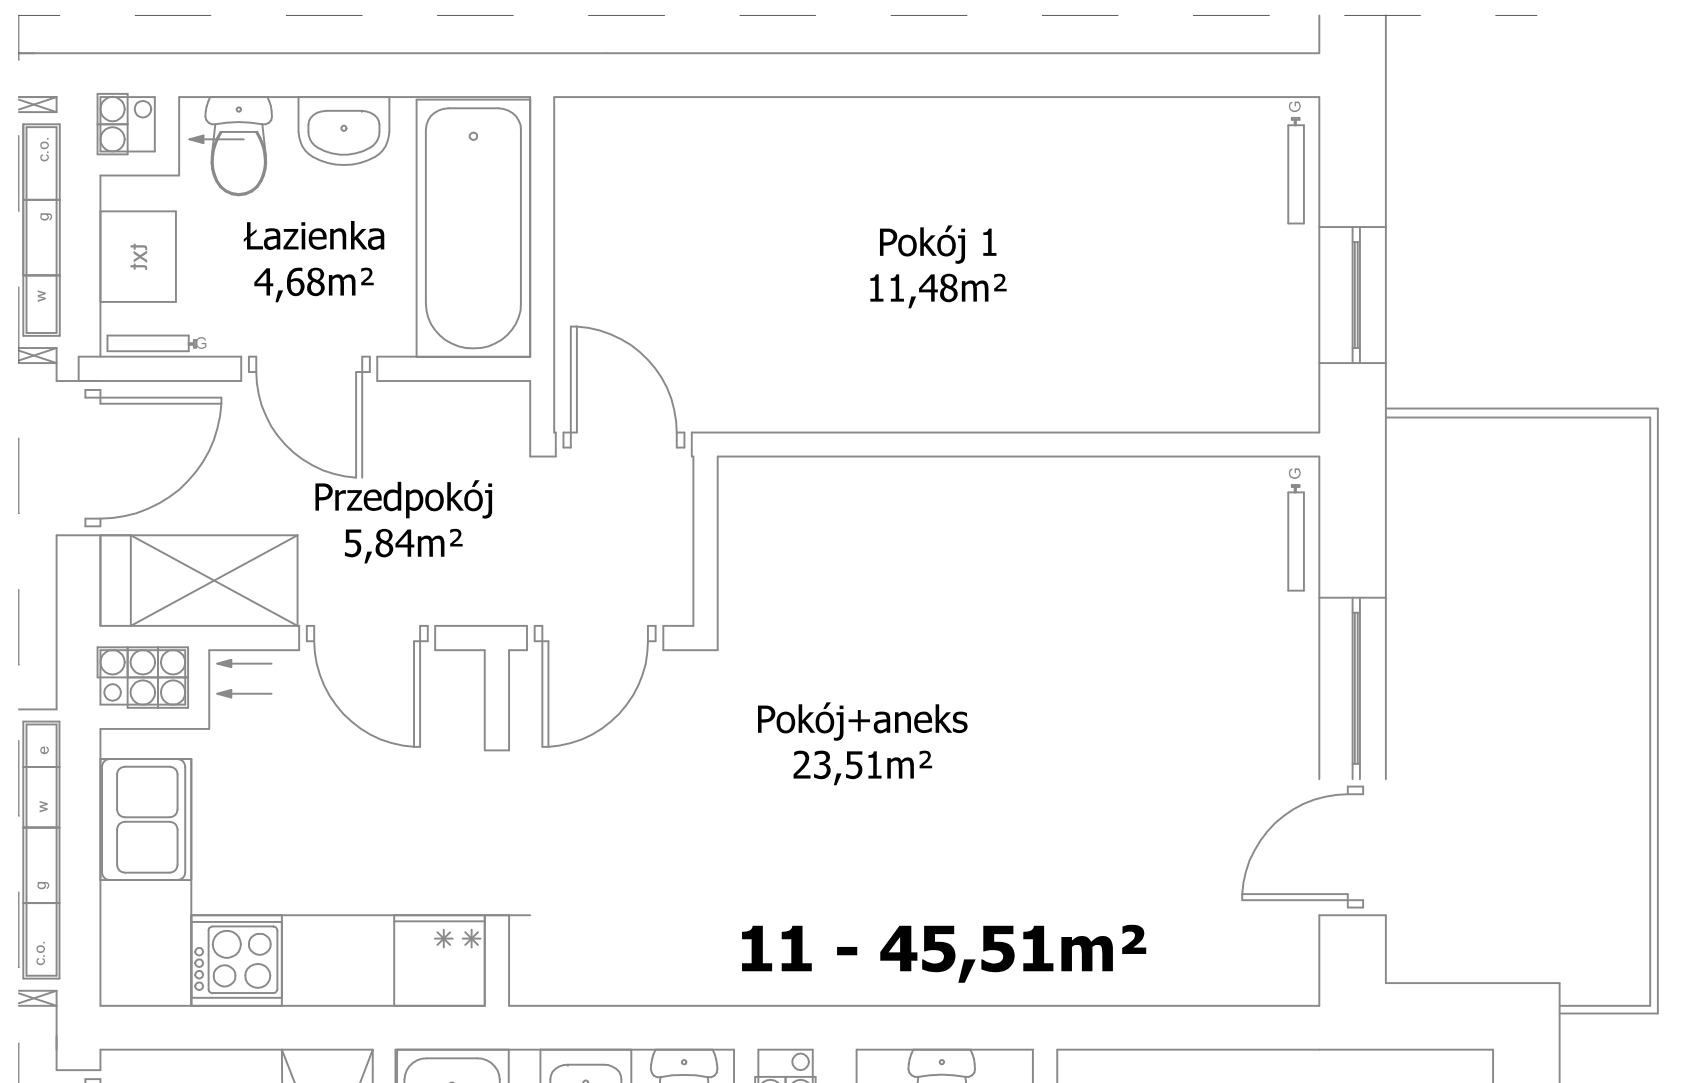 G
c.o.
g
w
Łazienka
4,68m²
Pokój 1
11,48m²
G
G
Przedpokój
5,84m²
Pokój+aneks
23,51m²
e
w
g
c.o.
11 - 45,51m²